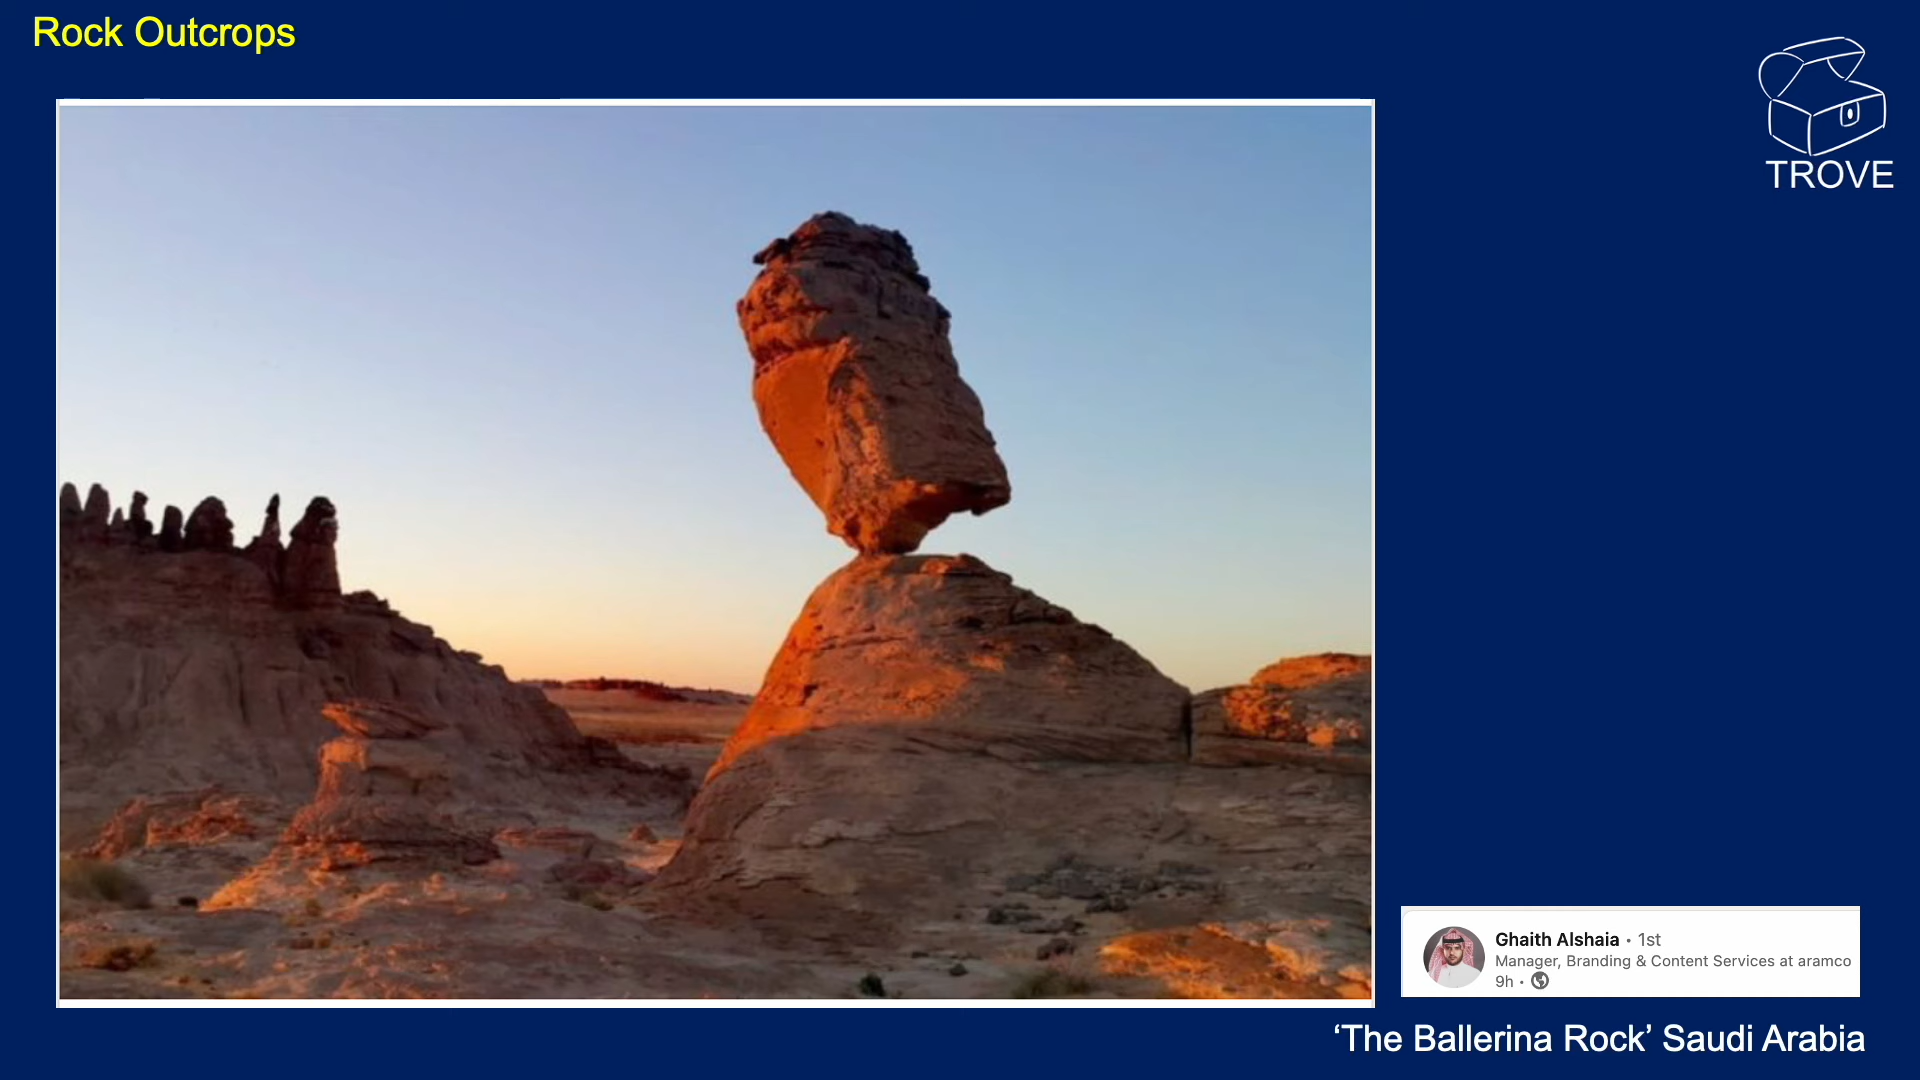 Rock Outcrops
TROVE
Ghaith Alshaia • 1st
Manager, Branding & Content Services at aramco
9h •
‘The Ballerina Rock’ Saudi Arabia